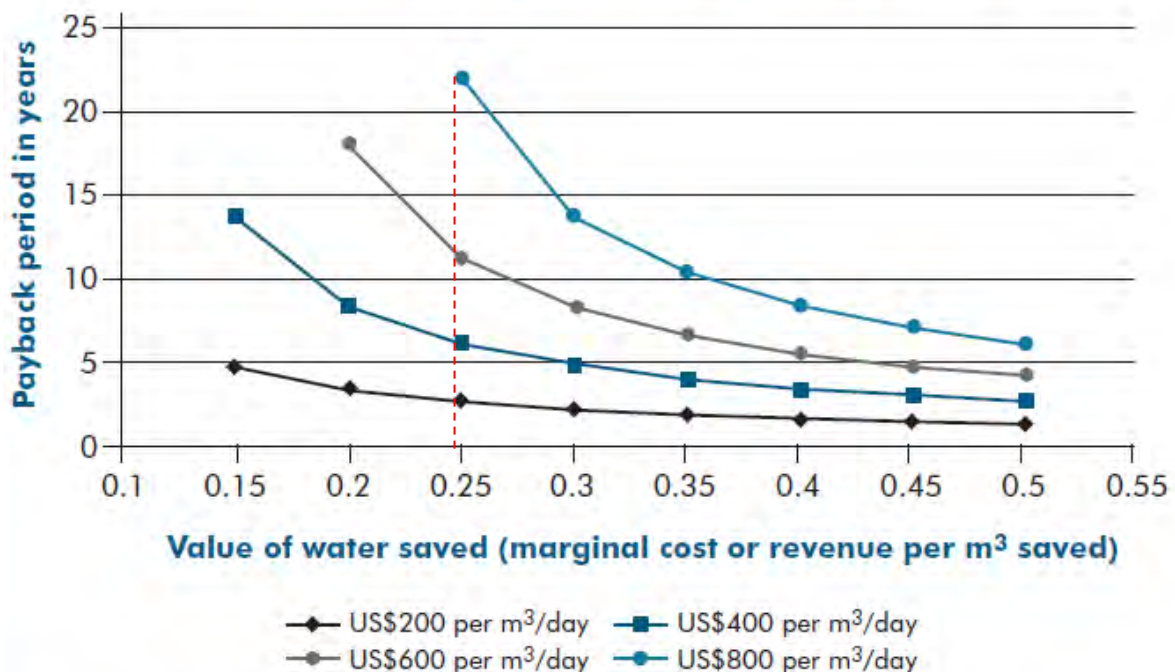 Payback period in years
25
20
15
10
5
0
0.1 0.15 0.2 0.25 0.3 0.35 0.4 0.45 0.5 0.55
Value of water saved (marginal cost or revenue per m³ saved)
US$200 per m³/day US$400 per m³/day
US$600 per m³/day US$800 per m³/day